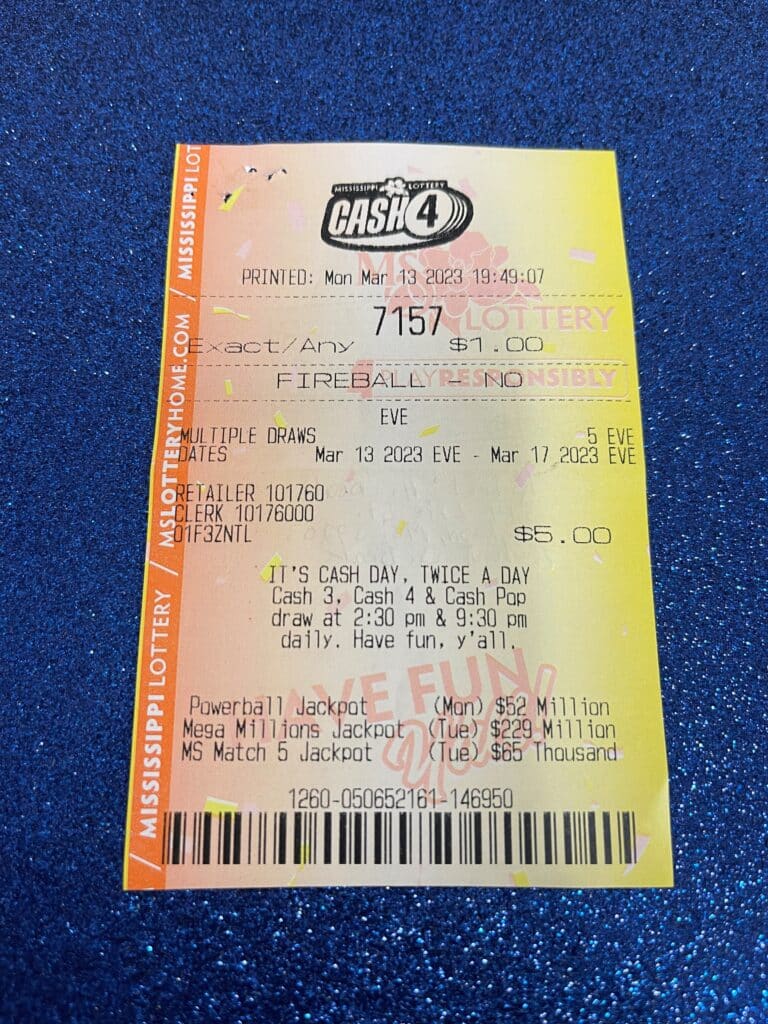 MISSISSIPPI LOTTERY
CASH 4
PRINTED: Mon Mar 13 2023 19:49:07
7157
Exact/Any $1.00
FIREBALL - NO
EVE
MULTIPLE DRAWS 5 EVE
DATES Mar 13 2023 EVE - Mar 17 2023 EVE
RETAILER 101760
CLERK 10176000
01F3ZNTL $5.00
IT'S CASH DAY, TWICE A DAY
Cash 3, Cash 4 & Cash Pop
draw at 2:30 pm & 9:30 pm
daily. Have fun, y'all.
Powerball Jackpot (Mon) $52 Million
Mega Millions Jackpot (Tue) $229 Million
MS Match 5 Jackpot (Tue) $65 Thousand
1260-050652161-146950
/ MISSISSIPPI LOTTERY / MSLOTTERYHOME.COM / MISSISSIPPI LOT
MS
LOTTERY
PLAY RESPONSIBLY
HAVE FUN
Y'all!